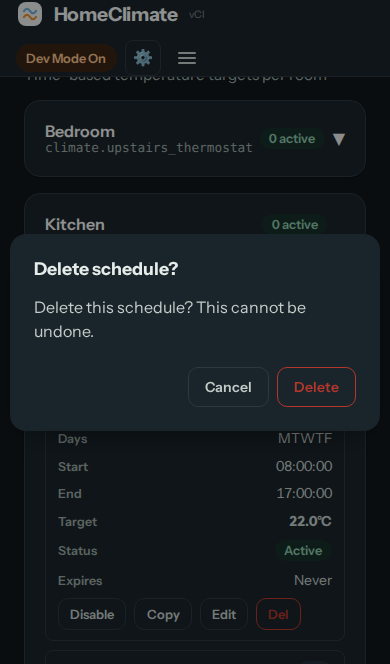 HomeClimate vCI
Dev Mode On
Time-based temperature targets per room
Bedroom
climate.upstairs_thermostat
0 active
Kitchen
0 active
Delete schedule?
Delete this schedule? This cannot be
undone.
Cancel Delete
Days MTWTF
Start 08:00:00
End 17:00:00
Target 22.0°C
Status Active
Expires Never
Disable Copy Edit Del